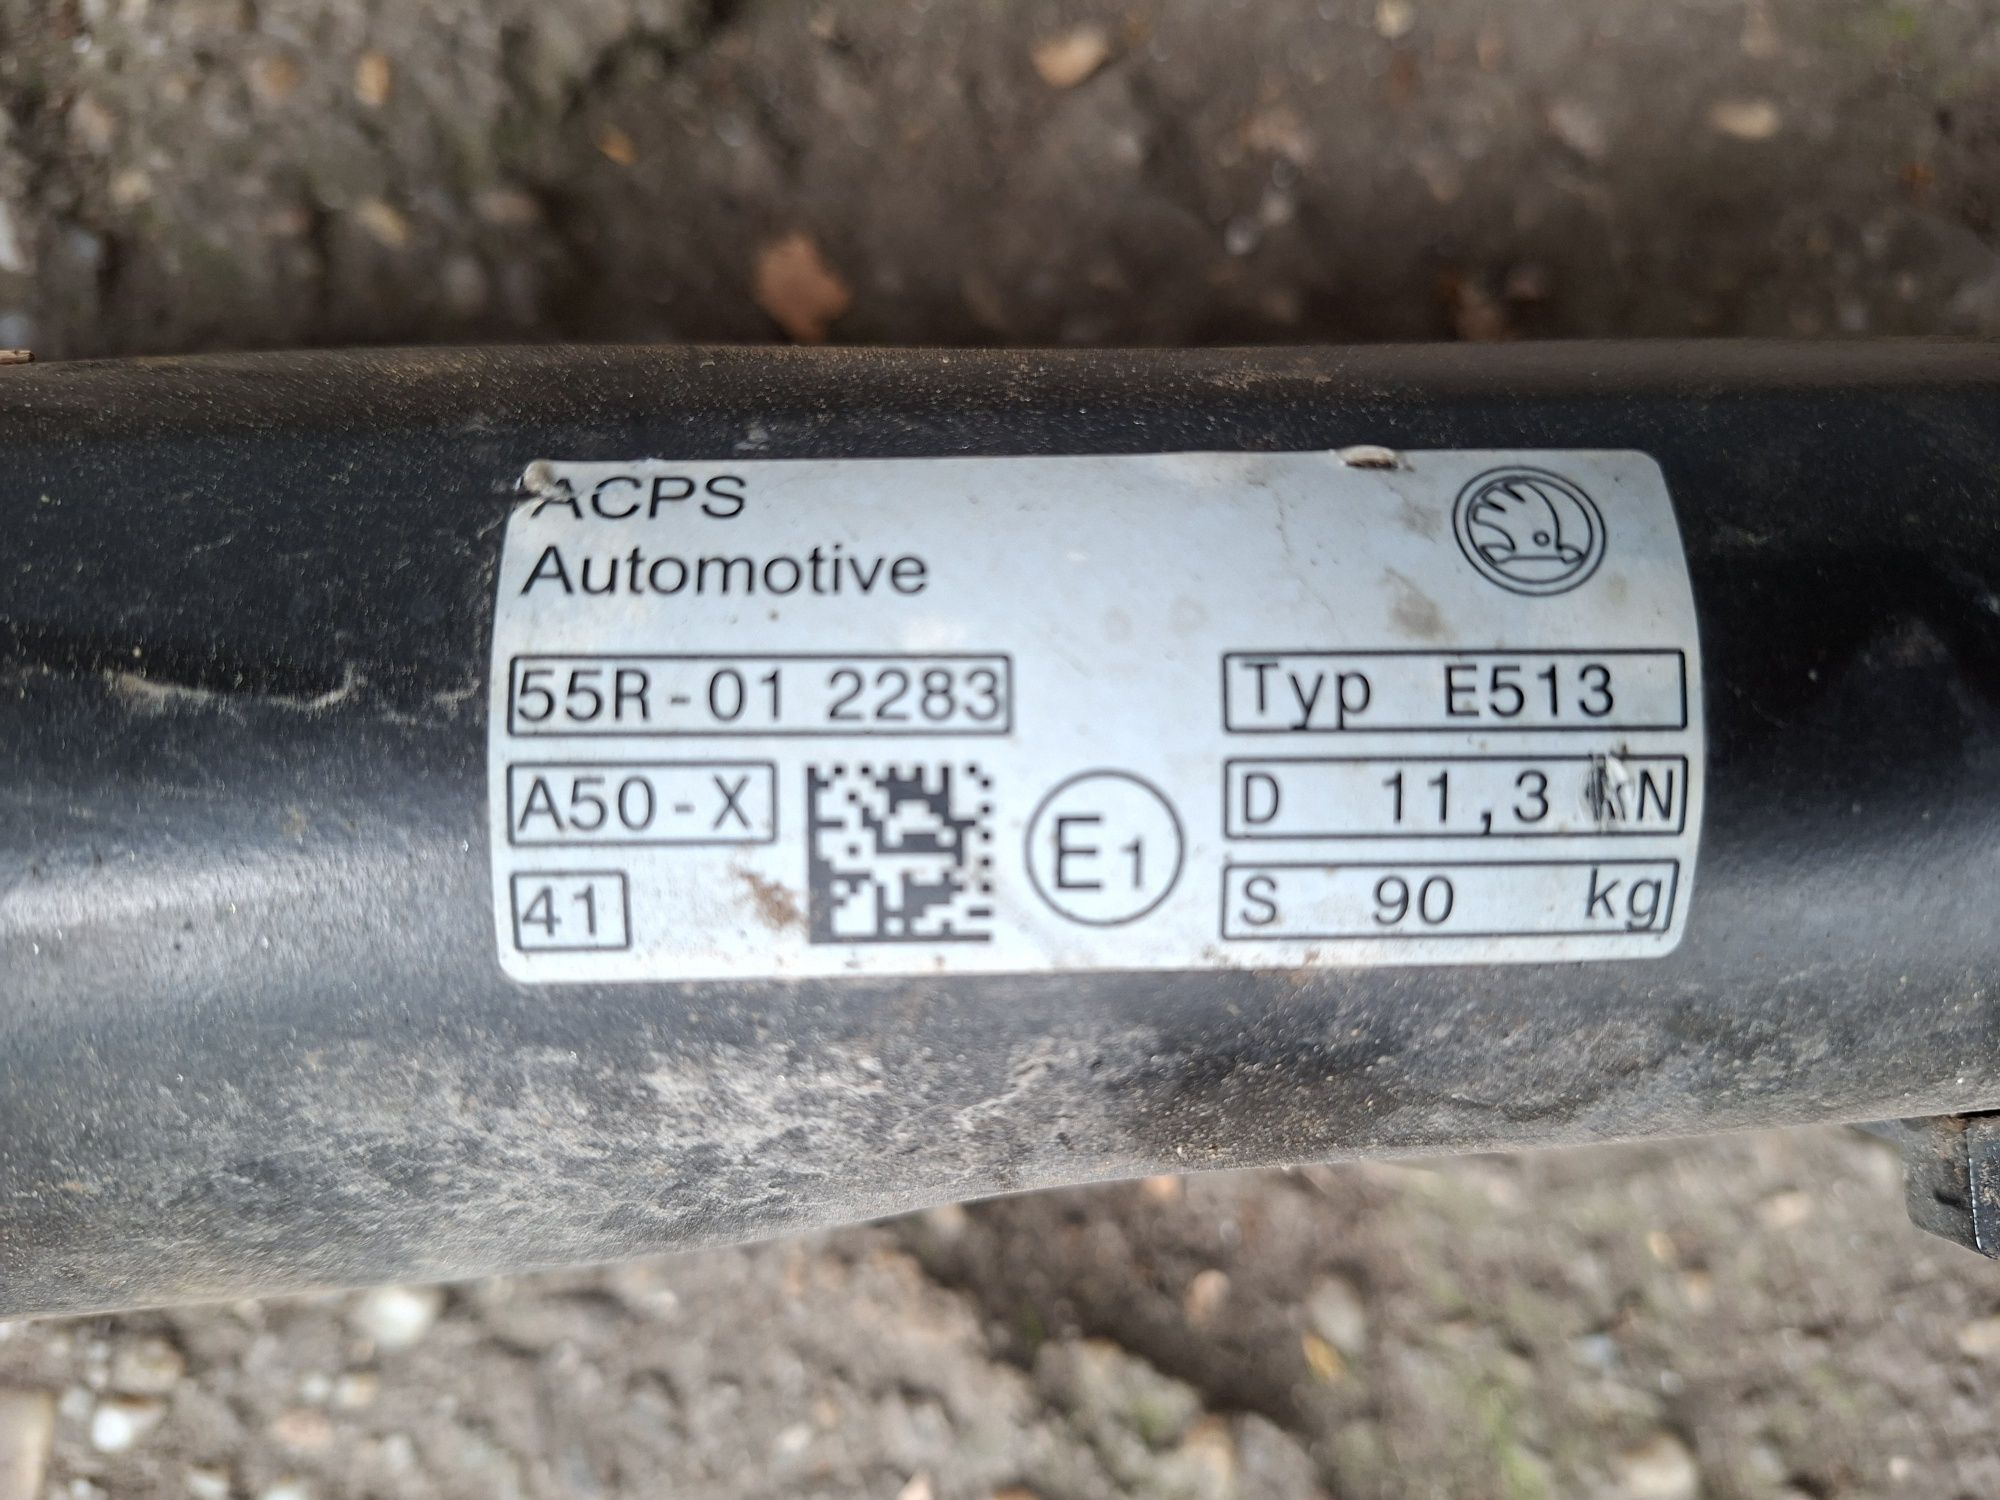 ACPS
Automotive
55R-01 2283
Typ E513
A50-X
E1
D 11,3 kN
41
S 90 kg